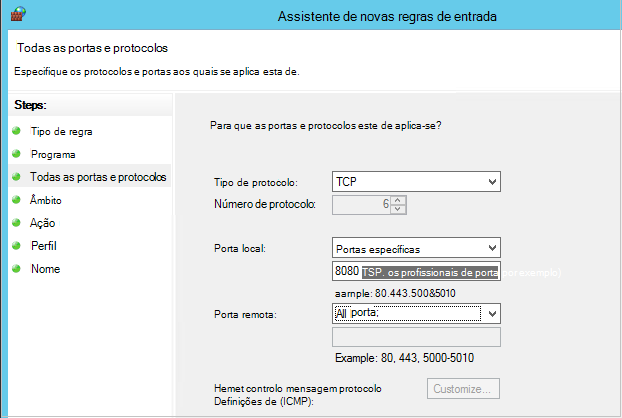 Assistente de novas regras de entrada
Todas as portas e protocolos
Especifique os protocolos e portas aos quais se aplica esta de.
Steps:
Tipo de regra
Programa
Todas as portas e protocolos
Âmbito
Ação
Perfil
Nome
Para que as portas e protocolos este de aplica-se?
Tipo de protocolo: TCP
Número de protocolo: 6
Porta local: Portas específicas
8080 TSP. os profissionais de porta por exemplo)
aample: 80.443.500&5010
Porta remota: All porta;
Example: 80, 443, 5000-5010
Hemet controlo mensagem protocolo Customize...
Definições de (ICMP):